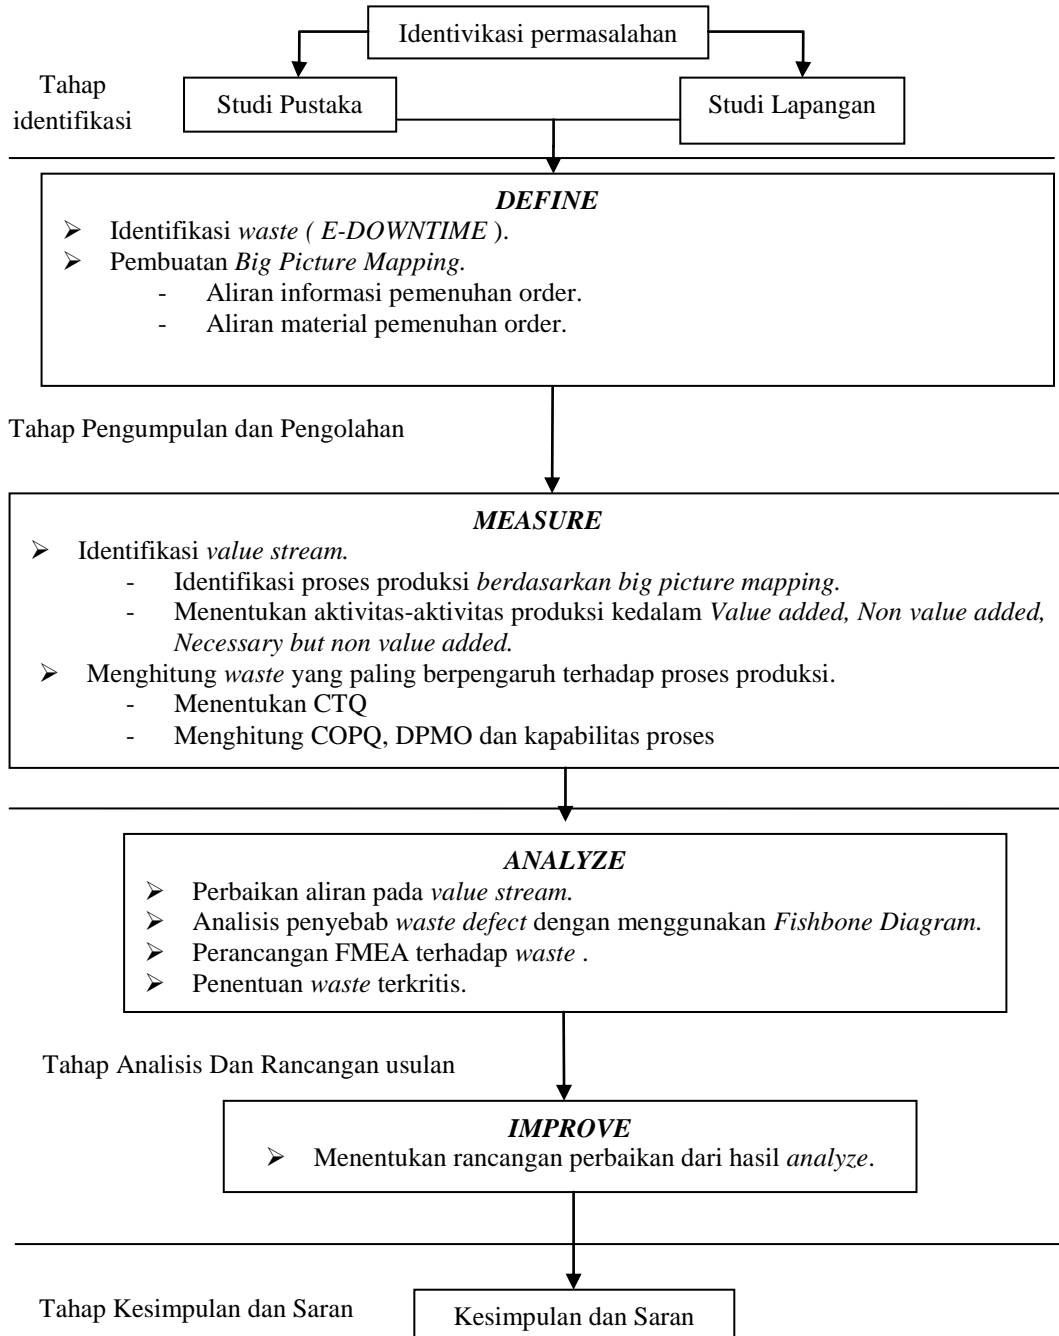 Identivikasi permasalahan
Tahap
identifikasi
Studi Pustaka
Studi Lapangan
DEFINE
➢ Identifikasi waste ( E-DOWNTIME ).
➢ Pembuatan Big Picture Mapping.
- Aliran informasi pemenuhan order.
- Aliran material pemenuhan order.
Tahap Pengumpulan dan Pengolahan
MEASURE
➢ Identifikasi value stream.
- Identifikasi proses produksi berdasarkan big picture mapping.
- Menentukan aktivitas-aktivitas produksi kedalam Value added, Non value added,
Necessary but non value added.
➢ Menghitung waste yang paling berpengaruh terhadap proses produksi.
- Menentukan CTQ
- Menghitung COPQ, DPMO dan kapabilitas proses
ANALYZE
➢ Perbaikan aliran pada value stream.
➢ Analisis penyebab waste defect dengan menggunakan Fishbone Diagram.
➢ Perancangan FMEA terhadap waste .
➢ Penentuan waste terkritis.
Tahap Analisis Dan Rancangan usulan
IMPROVE
➢ Menentukan rancangan perbaikan dari hasil analyze.
Tahap Kesimpulan dan Saran
Kesimpulan dan Saran